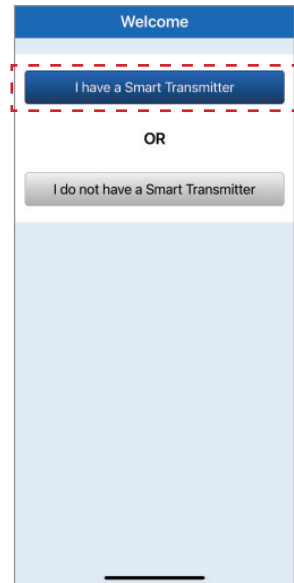 Welcome
I have a Smart Transmitter
OR
I do not have a Smart Transmitter